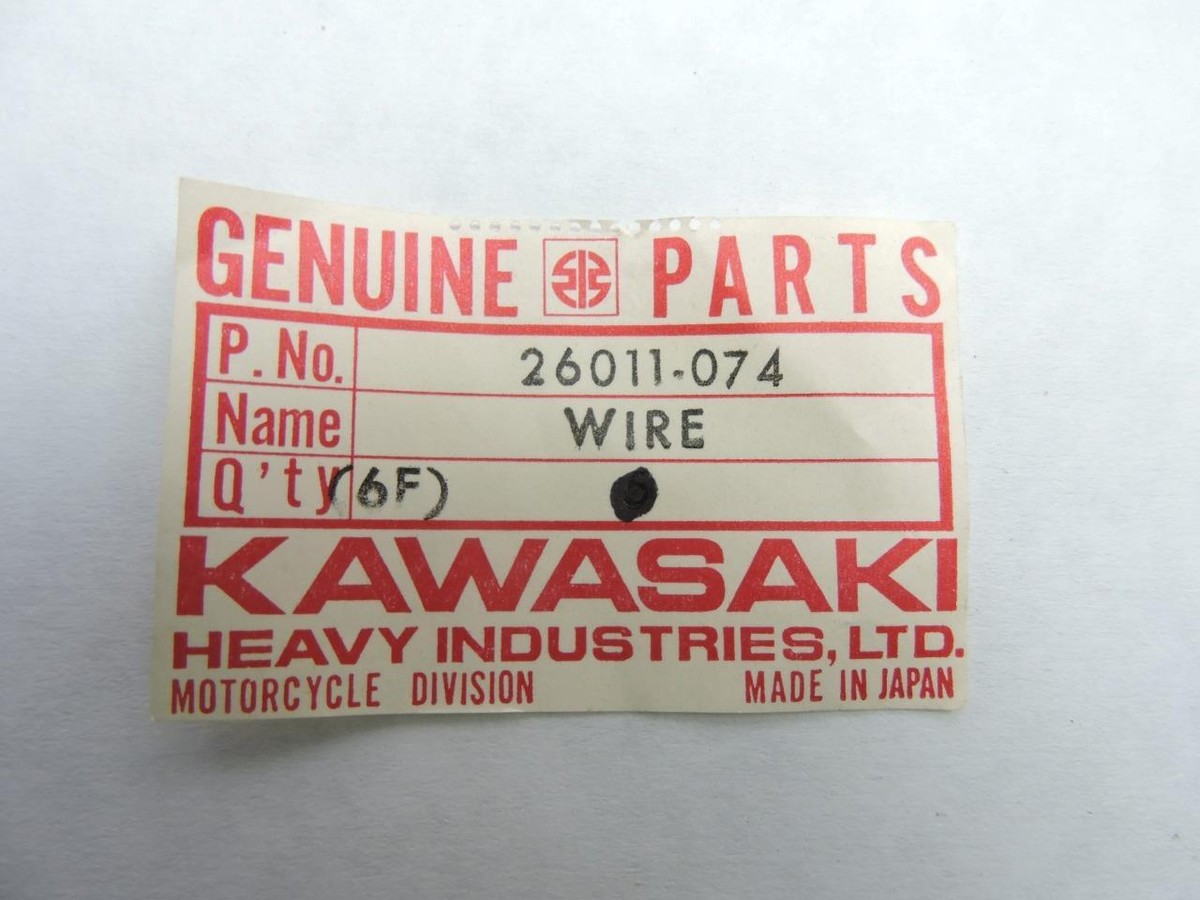 GENUINE PARTS
P. No. 26011-074
Name WIRE
Q'ty (6F)
KAWASAKI
HEAVY INDUSTRIES, LTD.
MOTORCYCLE DIVISION MADE IN JAPAN